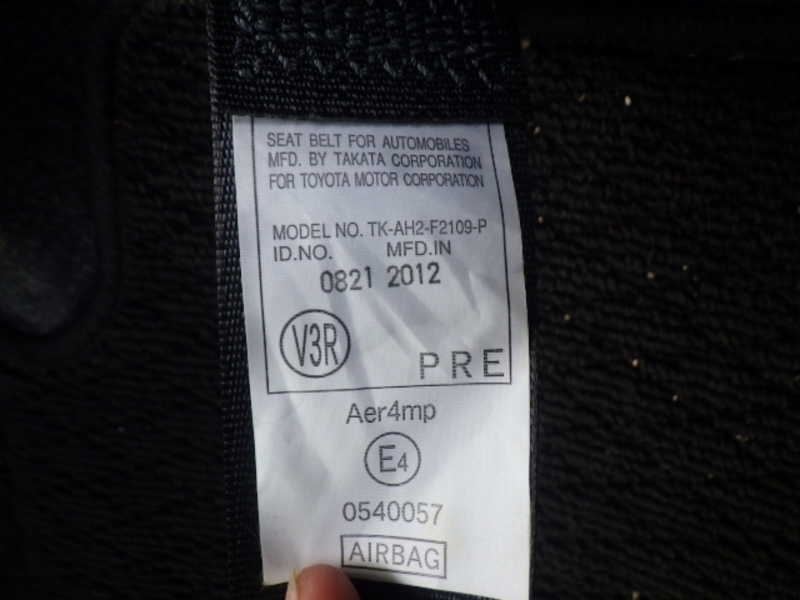 SEAT BELT FOR AUTOMOBILES
MFD. BY TAKATA CORPORATION
FOR TOYOTA MOTOR CORPORATION
MODEL NO. TK-AH2-F2109-P
ID.NO. MFD.IN
0821 2012
V3R PRE
Aer4mp
E4
0540057
AIRBAG